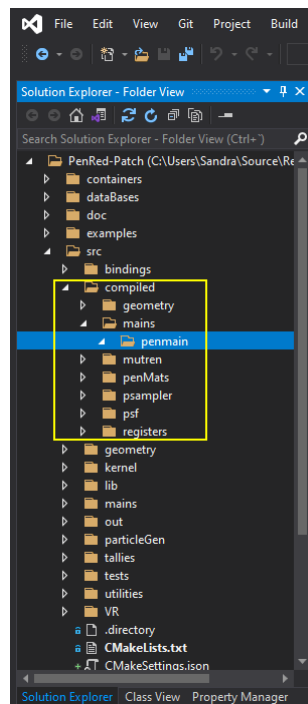 File Edit View Git Project Build
Solution Explorer - Folder View
Search Solution Explorer - Folder View (Ctrl+`)
PenRed-Patch (C:\Users\Sandra\Source\Re
containers
dataBases
doc
examples
src
bindings
compiled
geometry
mains
penmain
mutren
penMats
psampler
psf
registers
geometry
kernel
lib
mains
out
particleGen
tallies
tests
utilities
VR
.directory
CMakeLists.txt
+ CMakeSettings.json
Solution Explorer Class View Property Manager